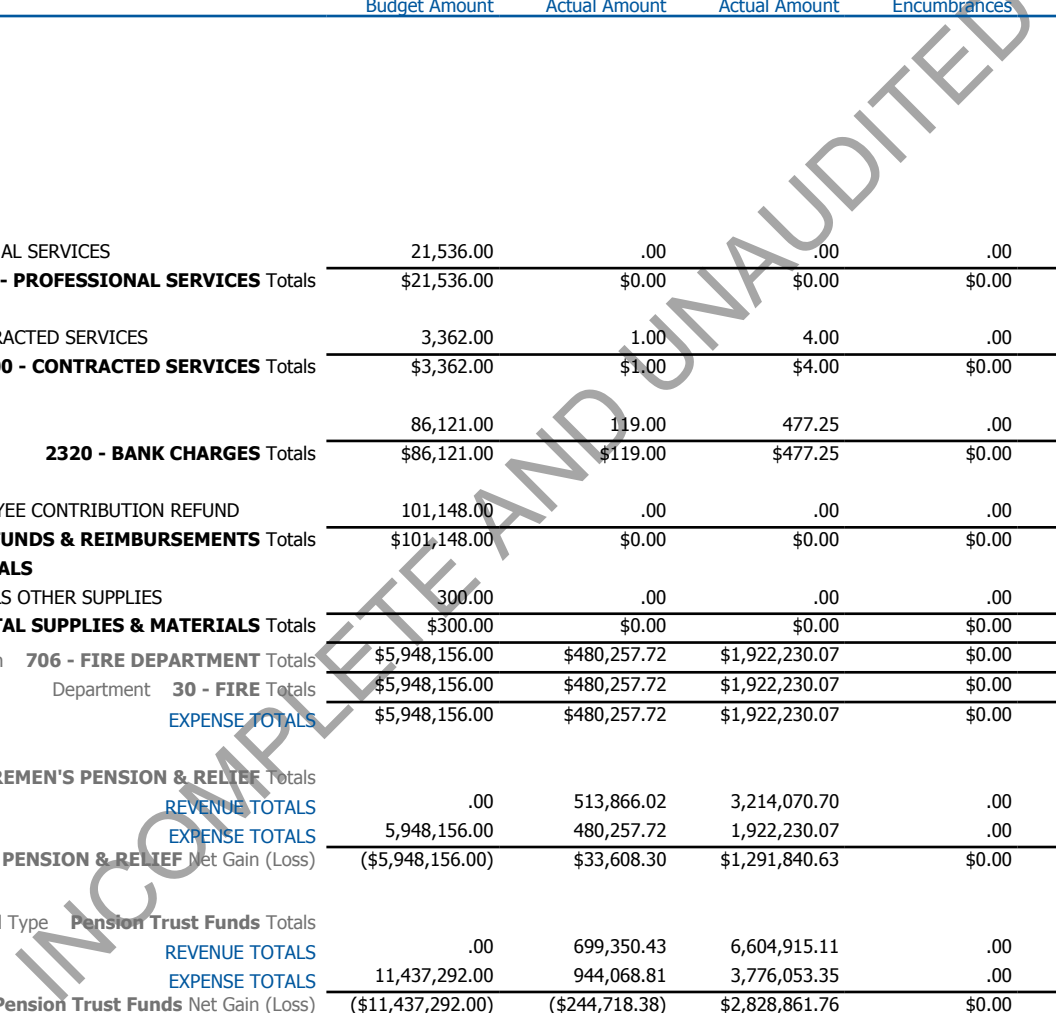 Budget Amount Actual Amount Actual Amount Encumbrances
AL SERVICES 21,536.00 .00 .00 .00
- PROFESSIONAL SERVICES Totals $21,536.00 $0.00 $0.00 $0.00
RACTED SERVICES 3,362.00 1.00 4.00 .00
00 - CONTRACTED SERVICES Totals $3,362.00 $1.00 $4.00 $0.00
86,121.00 119.00 477.25 .00
2320 - BANK CHARGES Totals $86,121.00 $119.00 $477.25 $0.00
YEE CONTRIBUTION REFUND 101,148.00 .00 .00 .00
FUNDS & REIMBURSEMENTS Totals $101,148.00 $0.00 $0.00 $0.00
ALS
LS OTHER SUPPLIES 300.00 .00 .00 .00
TAL SUPPLIES & MATERIALS Totals $300.00 $0.00 $0.00 $0.00
n 706 - FIRE DEPARTMENT Totals $5,948,156.00 $480,257.72 $1,922,230.07 $0.00
Department 30 - FIRE Totals $5,948,156.00 $480,257.72 $1,922,230.07 $0.00
EXPENSE TOTALS $5,948,156.00 $480,257.72 $1,922,230.07 $0.00
REMEN'S PENSION & RELIEF Totals
REVENUE TOTALS .00 513,866.02 3,214,070.70 .00
EXPENSE TOTALS 5,948,156.00 480,257.72 1,922,230.07 .00
PENSION & RELIEF Net Gain (Loss) ($5,948,156.00) $33,608.30 $1,291,840.63 $0.00
d Type Pension Trust Funds Totals
REVENUE TOTALS .00 699,350.43 6,604,915.11 .00
EXPENSE TOTALS 11,437,292.00 944,068.81 3,776,053.35 .00
Pension Trust Funds Net Gain (Loss) ($11,437,292.00) ($244,718.38) $2,828,861.76 $0.00
INCOMPLETE AND UNAUDITED